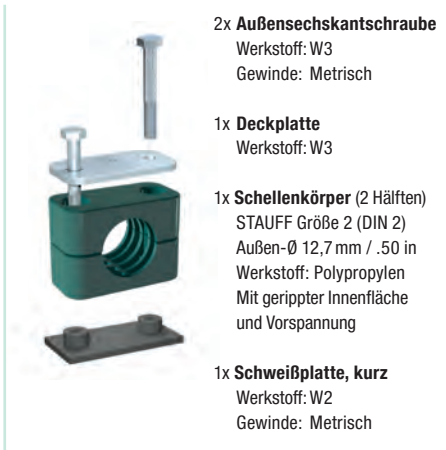 2x Außensechskantschraube
Werkstoff: W3
Gewinde: Metrisch
1x Deckplatte
Werkstoff: W3
1x Schellenkörper (2 Hälften)
STAUFF Größe 2 (DIN 2)
Außen-Ø 12,7 mm / .50 in
Werkstoff: Polypropylen
Mit gerippter Innenfläche
und Vorspannung
1x Schweißplatte, kurz
Werkstoff: W2
Gewinde: Metrisch